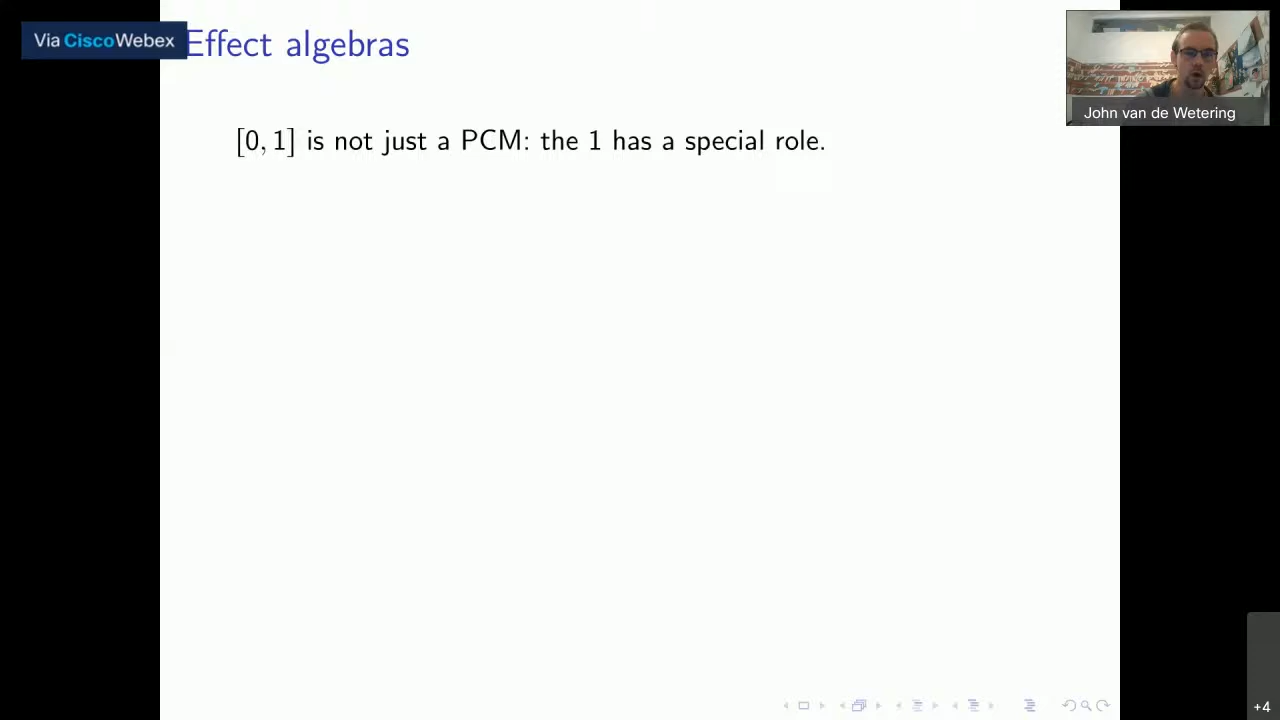 Via CiscoWebex
Effect algebras
[0, 1] is not just a PCM: the 1 has a special role.
John van de Wetering
+4